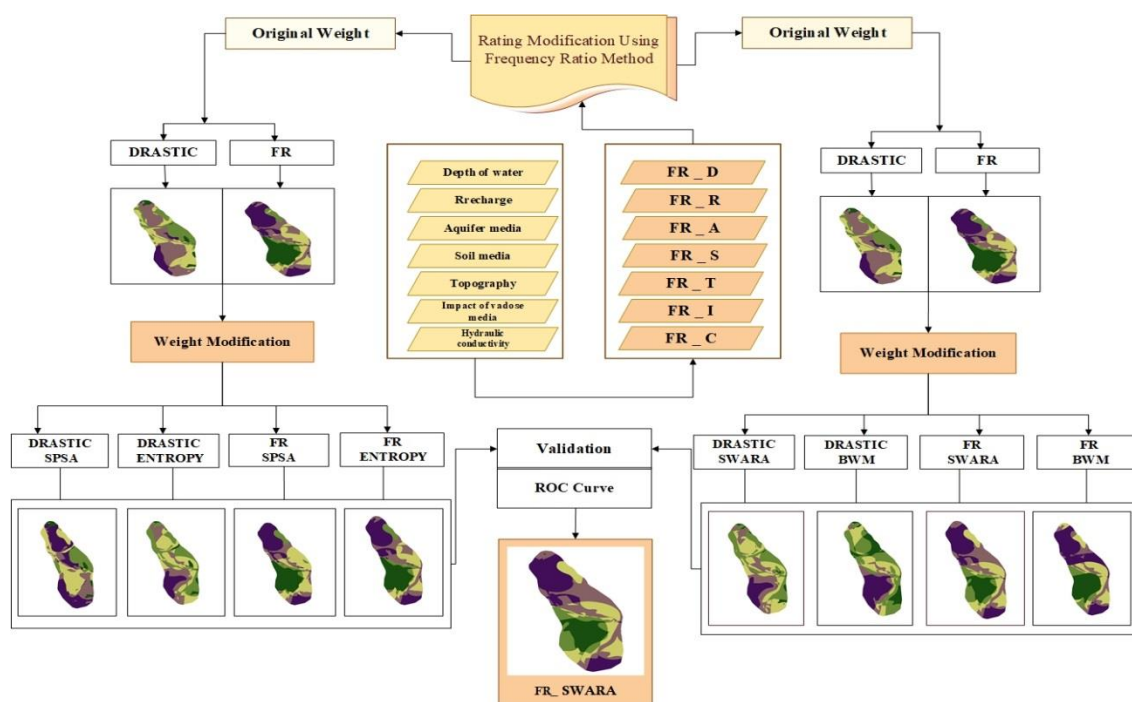 Original Weight
Rating Modification Using
Frequency Ratio Method
Original Weight
DRASTIC
FR
Depth of water
Rrecharge
Aquifer media
Soil media
Topography
Impact of vadose
media
Hydraulic
conductivity
FR _ D
FR _ R
FR _ A
FR _ S
FR _ T
FR _ I
FR _ C
DRASTIC
FR
Weight Modification
Weight Modification
DRASTIC
SPSA
DRASTIC
ENTROPY
FR
SPSA
FR
ENTROPY
Validation
ROC Curve
DRASTIC
SWARA
DRASTIC
BWM
FR
SWARA
FR
BWM
FR_ SWARA